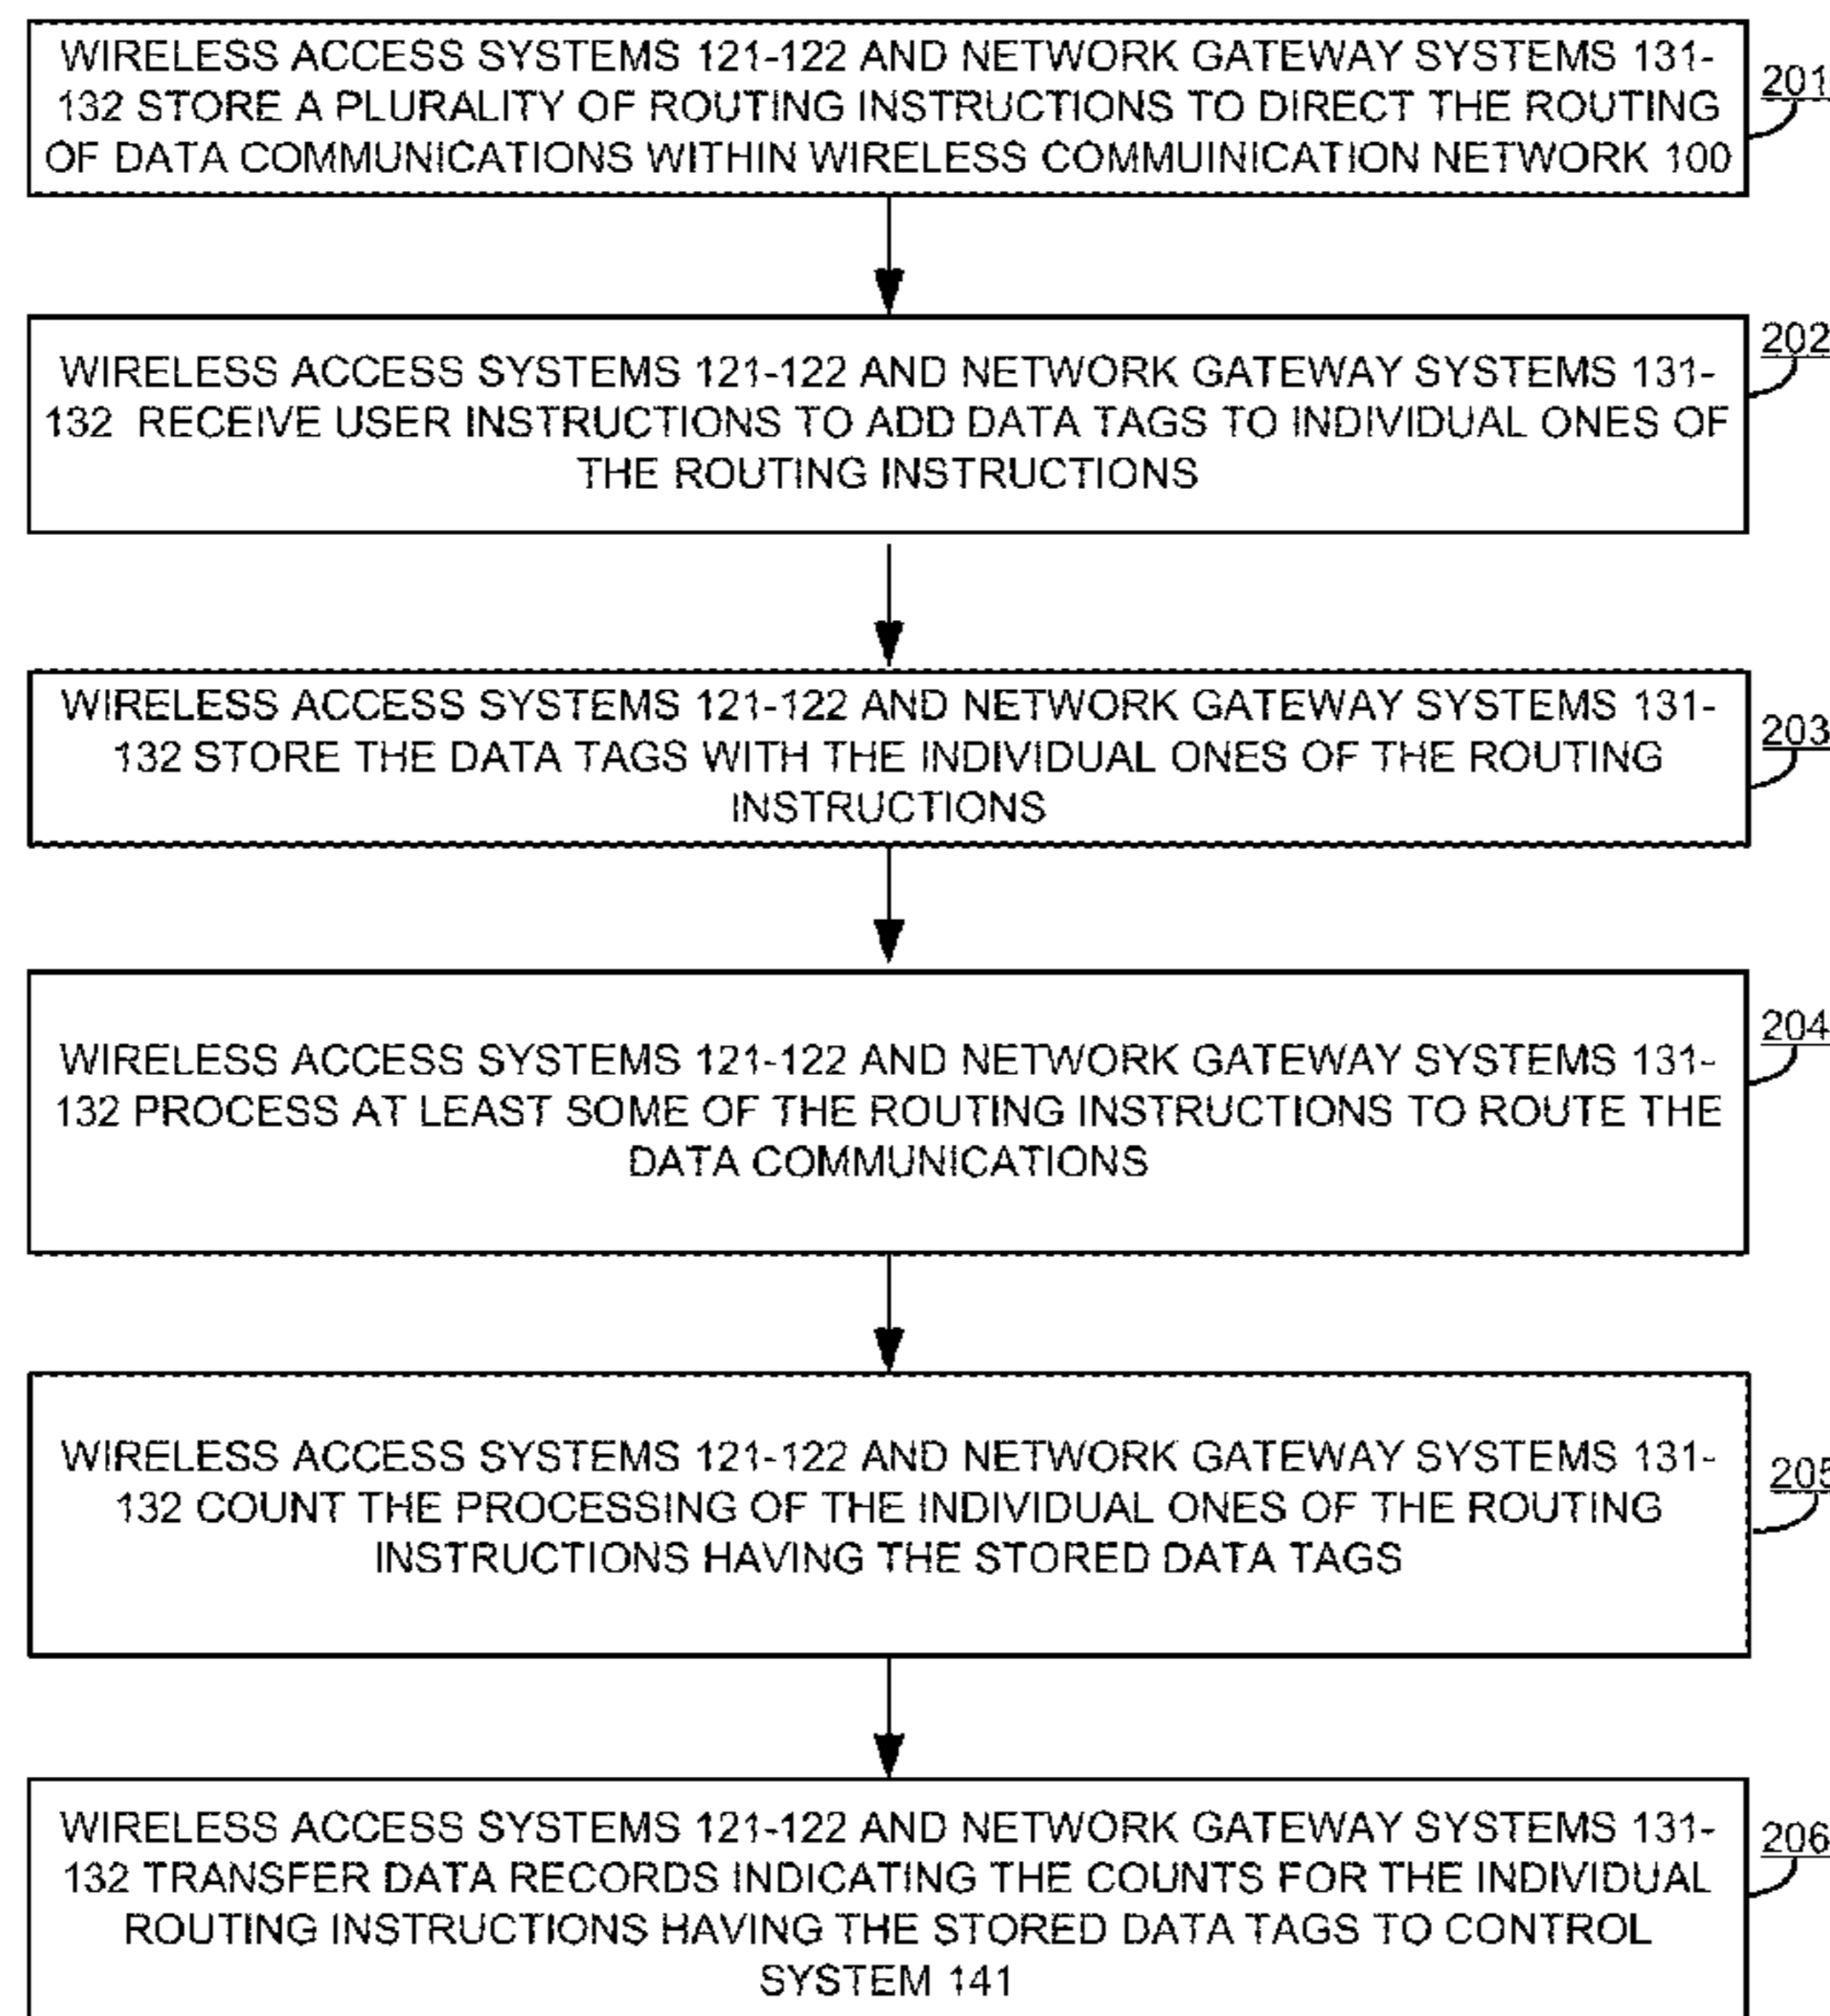 WIRELESS ACCESS SYSTEMS 121-122 AND NETWORK GATEWAY SYSTEMS 131-
132 STORE A PLURALITY OF ROUTING INSTRUCTIONS TO DIRECT THE ROUTING
OF DATA COMMUNICATIONS WITHIN WIRELESS COMMUINICATION NETWORK 100
201
WIRELESS ACCESS SYSTEMS 121-122 AND NETWORK GATEWAY SYSTEMS 131-
132 RECEIVE USER INSTRUCTIONS TO ADD DATA TAGS TO INDIVIDUAL ONES OF
THE ROUTING INSTRUCTIONS
202
WIRELESS ACCESS SYSTEMS 121-122 AND NETWORK GATEWAY SYSTEMS 131-
132 STORE THE DATA TAGS WITH THE INDIVIDUAL ONES OF THE ROUTING
INSTRUCTIONS
203
WIRELESS ACCESS SYSTEMS 121-122 AND NETWORK GATEWAY SYSTEMS 131-
132 PROCESS AT LEAST SOME OF THE ROUTING INSTRUCTIONS TO ROUTE THE
DATA COMMUNICATIONS
204
WIRELESS ACCESS SYSTEMS 121-122 AND NETWORK GATEWAY SYSTEMS 131-
132 COUNT THE PROCESSING OF THE INDIVIDUAL ONES OF THE ROUTING
INSTRUCTIONS HAVING THE STORED DATA TAGS
205
WIRELESS ACCESS SYSTEMS 121-122 AND NETWORK GATEWAY SYSTEMS 131-
132 TRANSFER DATA RECORDS INDICATING THE COUNTS FOR THE INDIVIDUAL
ROUTING INSTRUCTIONS HAVING THE STORED DATA TAGS TO CONTROL
SYSTEM 141
206